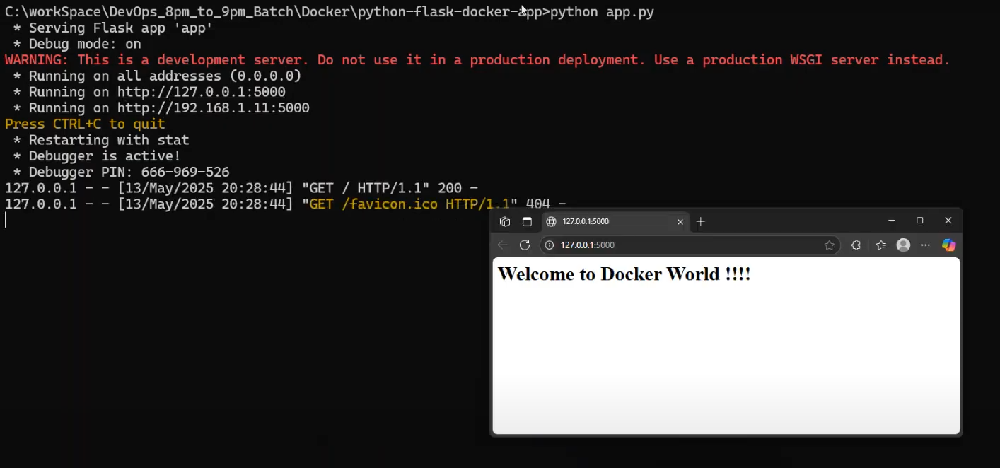 C:\workSpace\DevOps_8pm_to_9pm_Batch\Docker\python-flask-docker-app>python app.py
 * Serving Flask app 'app'
 * Debug mode: on
WARNING: This is a development server. Do not use it in a production deployment. Use a production WSGI server instead.
 * Running on all addresses (0.0.0.0)
 * Running on http://127.0.0.1:5000
 * Running on http://192.168.1.11:5000
Press CTRL+C to quit
 * Restarting with stat
 * Debugger is active!
 * Debugger PIN: 666-969-526
127.0.0.1 - - [13/May/2025 20:28:44] "GET / HTTP/1.1" 200 -
127.0.0.1 - - [13/May/2025 20:28:44] "GET /favicon.ico HTTP/1.1" 404 -
127.0.0.1:5000
127.0.0.1:5000
Welcome to Docker World !!!!